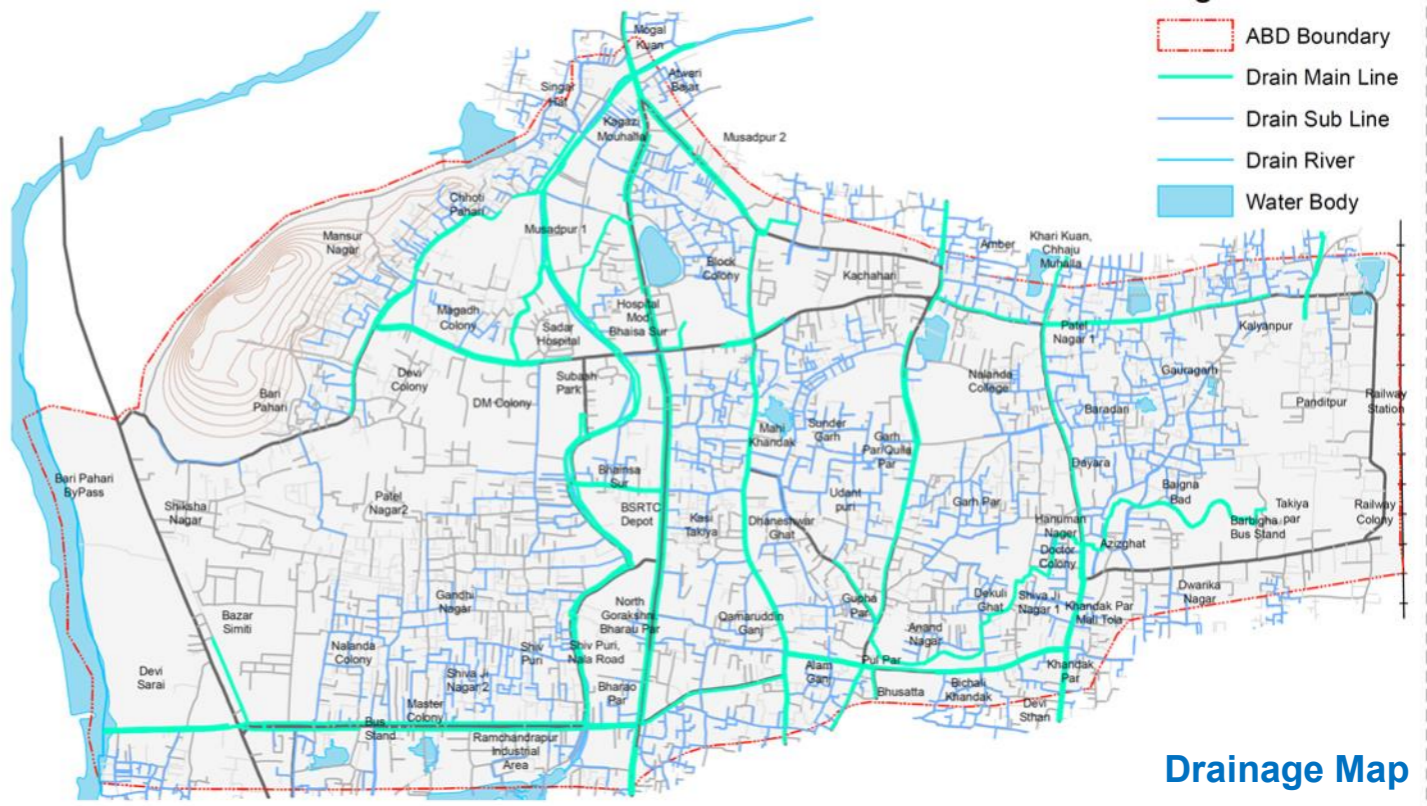 ABD Boundary
Drain Main Line
Drain Sub Line
Drain River
Water Body
Mogal
Kuan
Singar
Hat
Kagazi
Mouhalla
Musadpur 2
Chhoti
Pahari
Mansur
Nagar
Musadpur 1
Block
Colony
Kachahari
Amber
Khari Kuan,
Chhaju
Muhalla
Magadh
Colony
Sadar
Hospital
Hospital
Mod
Bhaisa Sur
Patel
Nagar 1
Kalyanpur
Devi
Colony
Subash
Park
Bari
Pahari
DM Colony
Nalanda
College
Gauragarh
Baradari
Panditpur
Railway
Station
Mahi
Khandak
Sunder
Garh
Garh
Par/Quila
Par
Dayara
Bari Pahari
ByPass
Shiksha
Nagar
Patel
Nagar2
Bhainsa
Sur
BSRTC
Depot
Kasi
Takiya
Dhaneshwar
Ghat
Udant
puri
Garh Par
Hanuman
Nager
Doctor
Colony
Azizghat
Baigna
Bad
Barbigha
Bus Stand
Takiya
par
Railway
Colony
Bazar
Simiti
Gandhi
Nagar
North
Gorakshni,
Bharau Par
Qamaruddin
Ganj
Gupha
Par
Anand
Nagar
Dekuli
Ghat
Shiva Ji
Nagar 1
Khandak Par
Mali Tola
Dwarika
Nagar
Devi
Sarai
Nalanda
Colony
Shiva Ji
Nagar 2
Shiv
Puri
Shiv Puri,
Nala Road
Bharao
Par
Alam
Ganj
Pul Par
Bhusatta
Bichali
Khandak
Khandak
Par
Devi
Sthan
Master
Colony
Bus
Stand
Ramchandrapur
Industrial
Area
Drainage Map